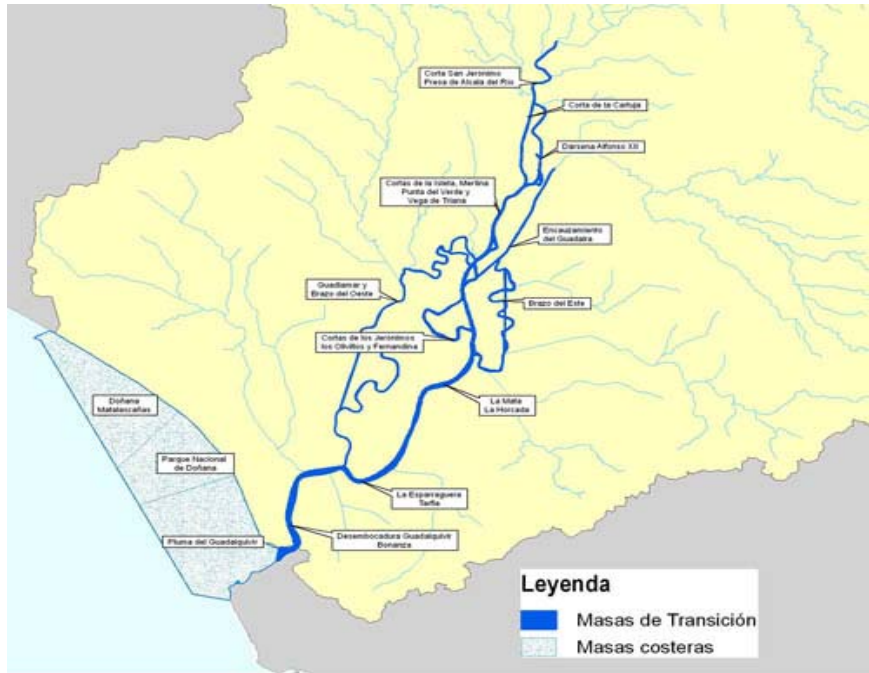 Corta San Jerónimo
Presa de Alcalá del Río
Corta de la Cartuja
Darsena Alfonso XII
Cortas de la Isleta, Merlina
Punta del Verde y
Vega de Triana
Encauzamiento
del Guadaira
Guadiamar y
Brazo del Oeste
Brazo del Este
Cortas de los Jerónimos
los Olivillos y Fernandina
Doñana
Matalascañas
La Mata
La Horcada
Parque Nacional
de Doñana
La Esparraguera
Tarfia
Pluma del Guadalquivir
Desembocadura Guadalquivir
Bonanza
Leyenda
Masas de Transición
Masas costeras